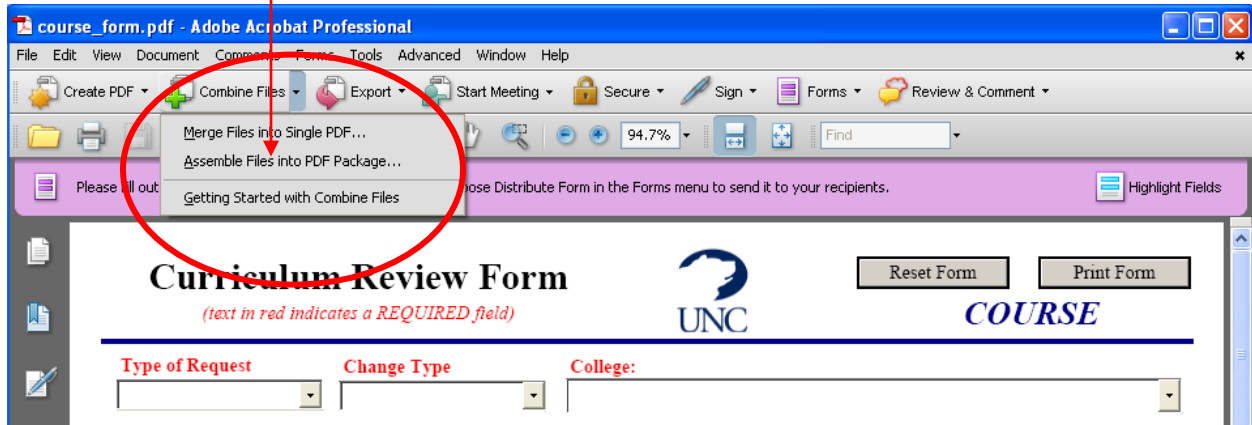 course_form.pdf - Adobe Acrobat Professional
File Edit View Document Comments Forms Tools Advanced Window Help
Create PDF Combine Files Export Start Meeting Secure Sign Forms Review & Comment
Merge Files into Single PDF... 94.7% Find
Assemble Files into PDF Package...
Please fill out hose Distribute Form in the Forms menu to send it to your recipients. Highlight Fields
Getting Started with Combine Files
Curriculum Review Form
Reset Form Print Form
(text in red indicates a REQUIRED field)
UNC
COURSE
Type of Request Change Type College: